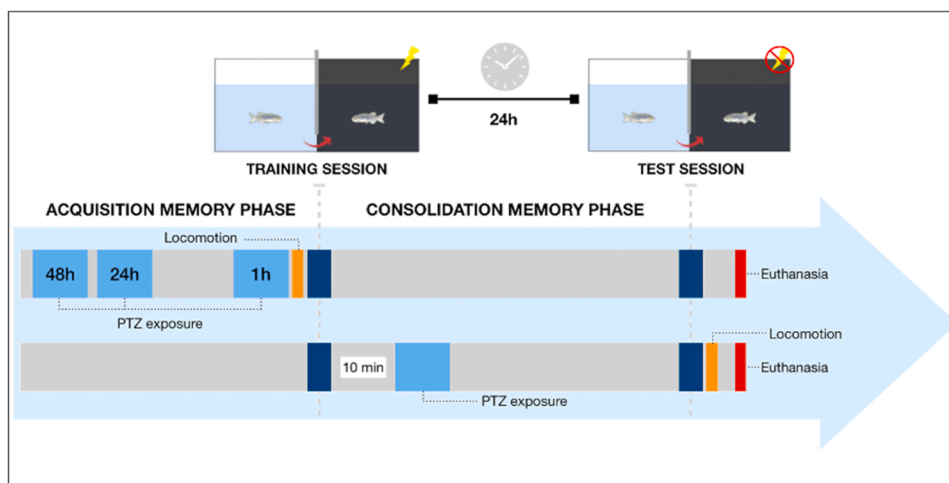 24h
TRAINING SESSION
TEST SESSION
ACQUISITION MEMORY PHASE
CONSOLIDATION MEMORY PHASE
Locomotion
48h
24h
1h
Euthanasia
PTZ exposure
Locomotion
10 min
Euthanasia
PTZ exposure